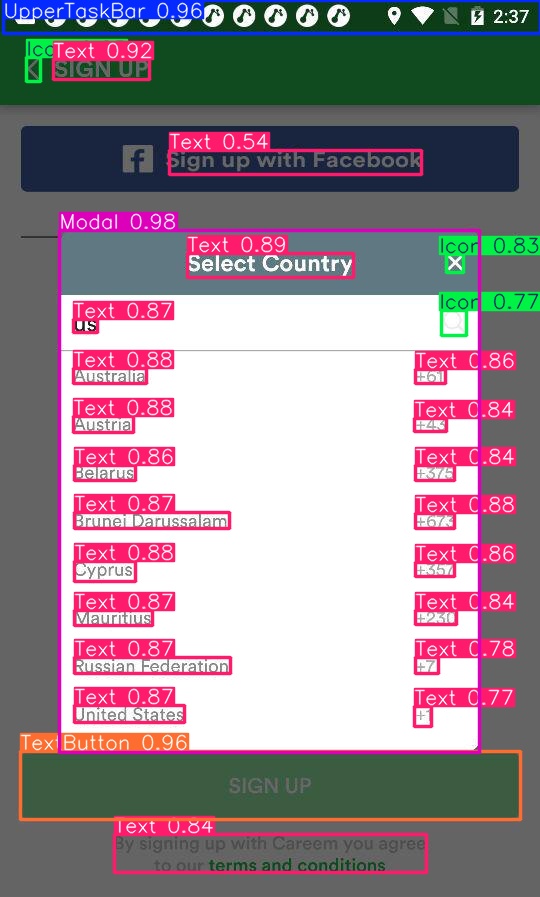 UpperTaskBar 0.96
2:37
Icon
Text 0.92
SIGN UP
Text 0.54
Sign up with Facebook
Modal 0.98
Text 0.89
Icon 0.83
Select Country
Icon 0.77
Text 0.87
us
Text 0.88 Text 0.86
Australia +61
Text 0.88 Text 0.84
Austria +43
Text 0.86 Text 0.84
Belarus +375
Text 0.87 Text 0.88
Brunei Darussalam +673
Text 0.88 Text 0.86
Cyprus +357
Text 0.87 Text 0.84
Mauritius +230
Text 0.87 Text 0.78
Russian Federation +7
Text 0.87 Text 0.77
United States +1
TextButton 0.96
SIGN UP
Text 0.84
By signing up with Careem you agree
to our terms and conditions